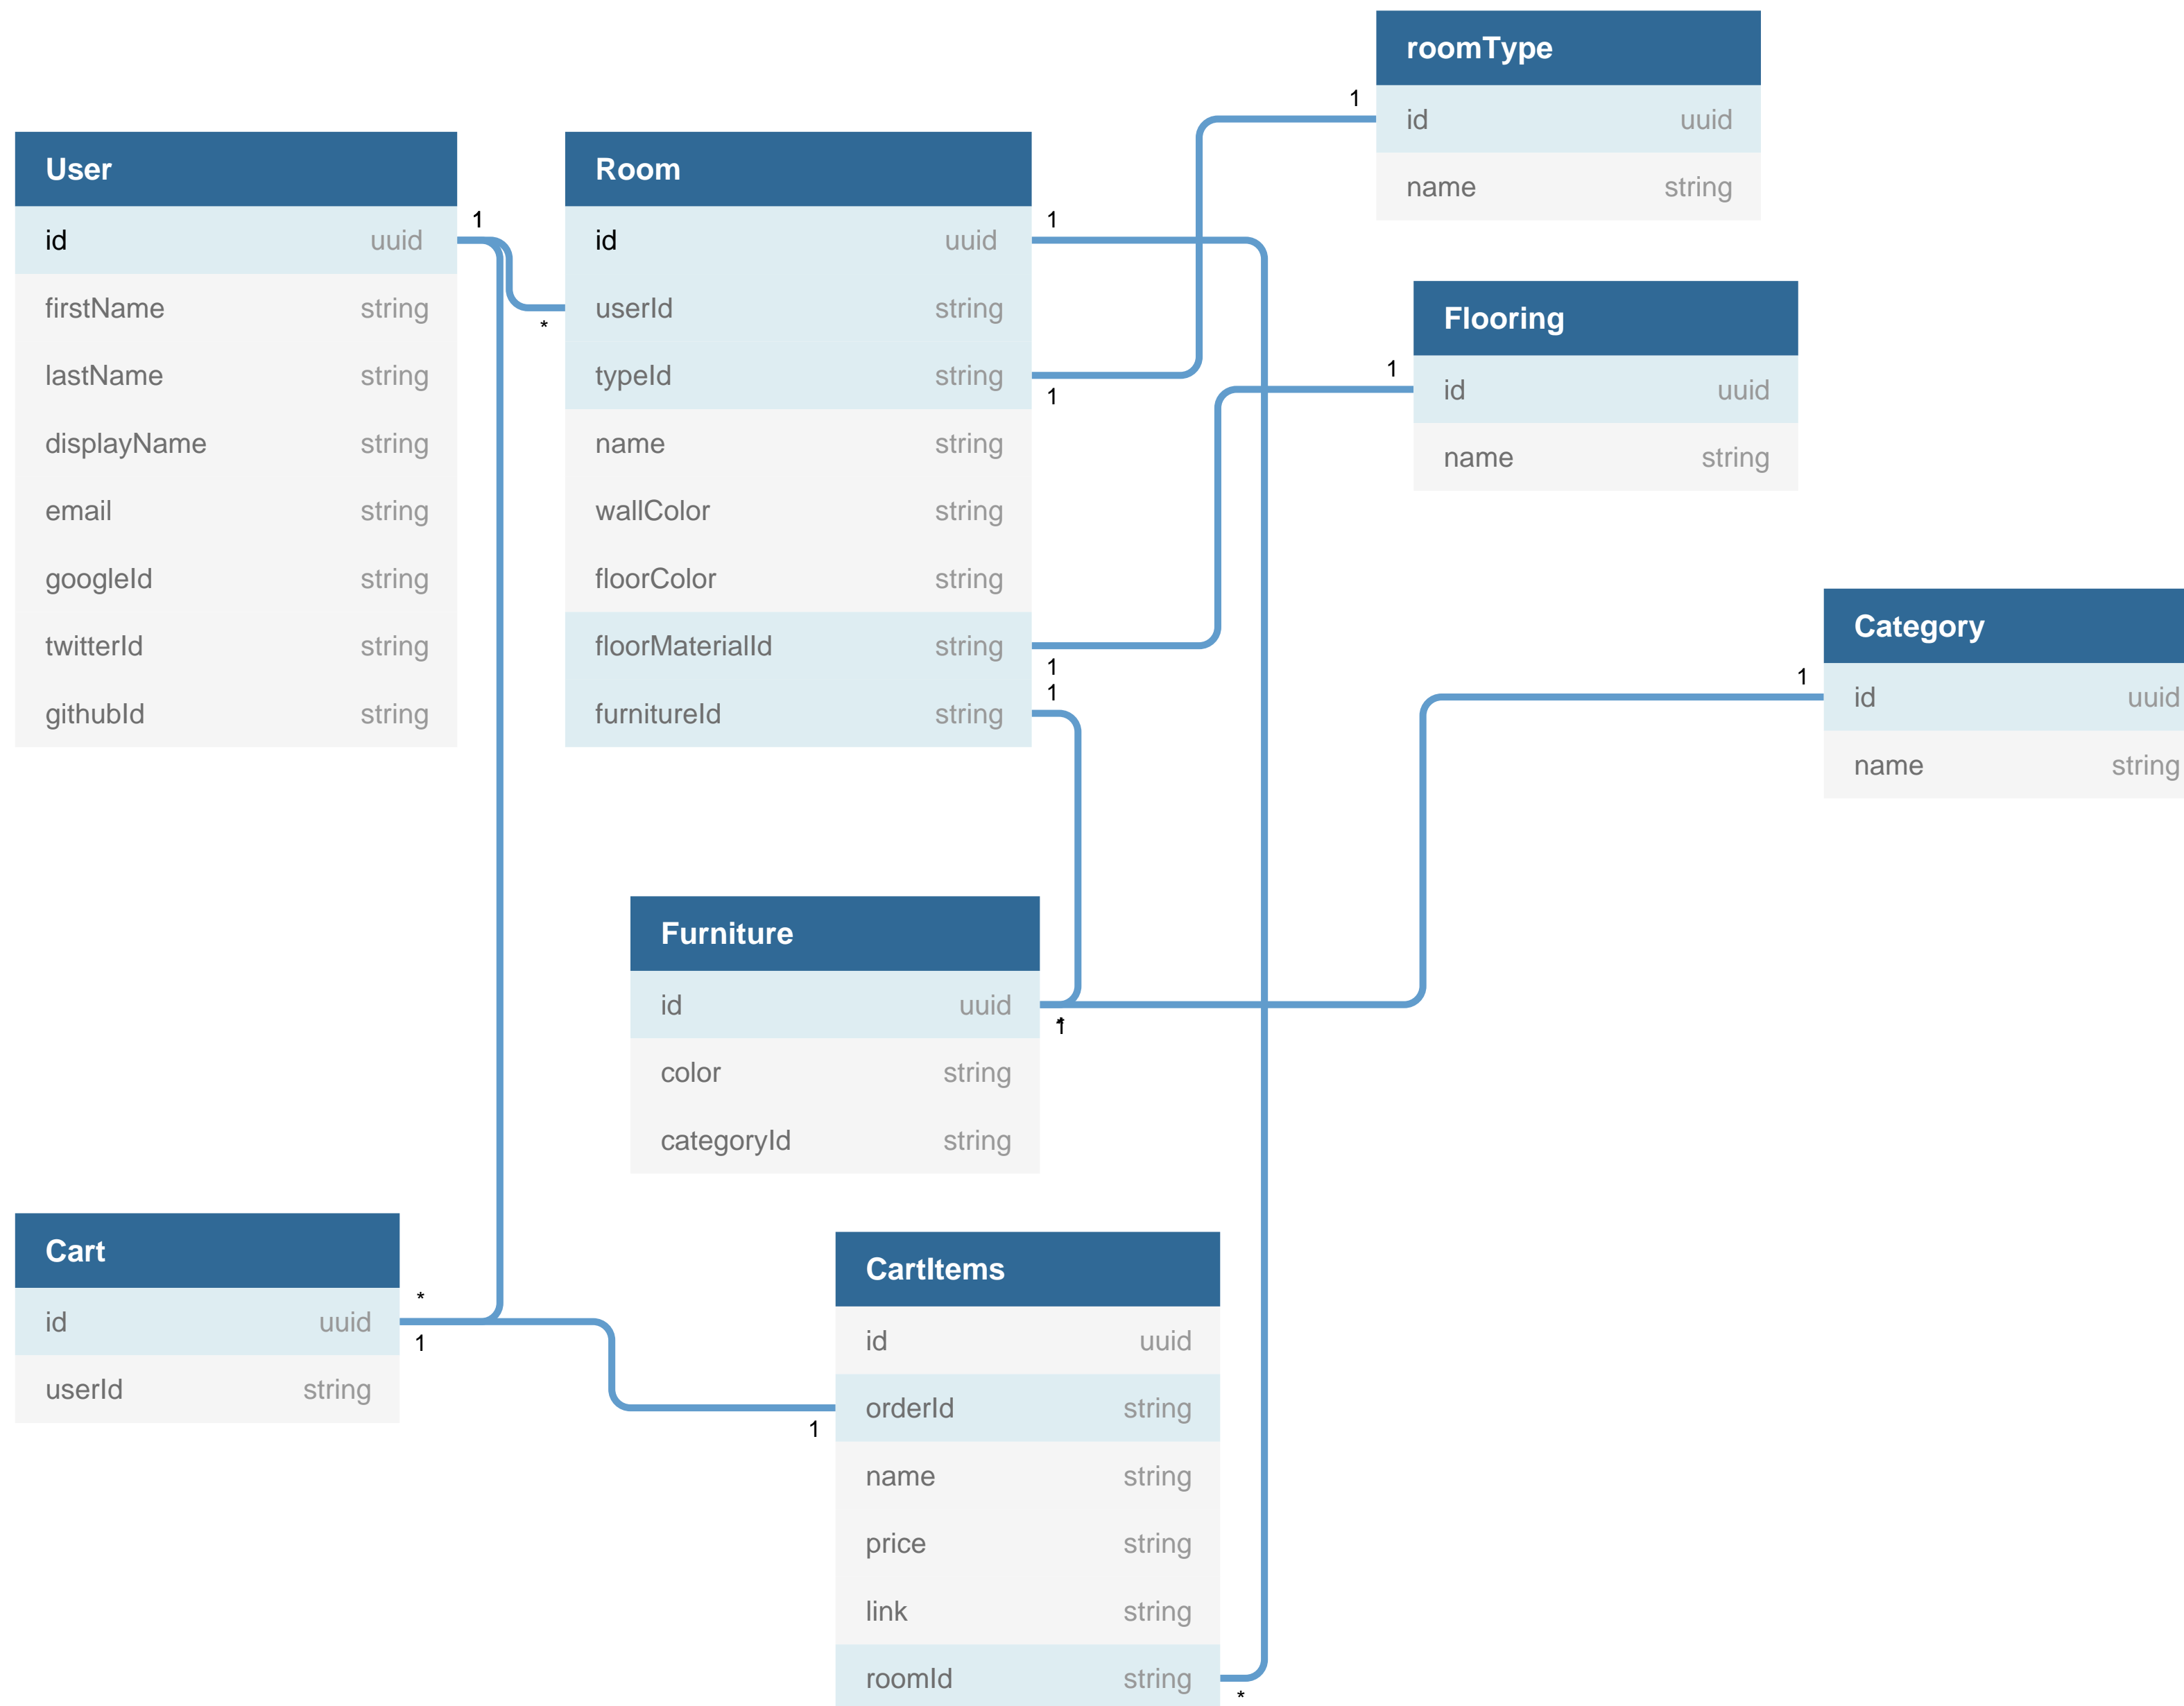 roomType
id uuid
name string
1
User
id uuid
firstName string
lastName string
displayName string
email string
googleId string
twitterId string
githubId string
1
*
Room
id uuid
userId string
typeId string
name string
wallColor string
floorColor string
floorMaterialId string
furnitureId string
1
1
1
1
Flooring
id uuid
name string
1
Category
id uuid
name string
1
Furniture
id uuid
color string
categoryId string
*
1
Cart
id uuid
userId string
*
1
CartItems
id uuid
orderId string
name string
price string
link string
roomId string
1
*